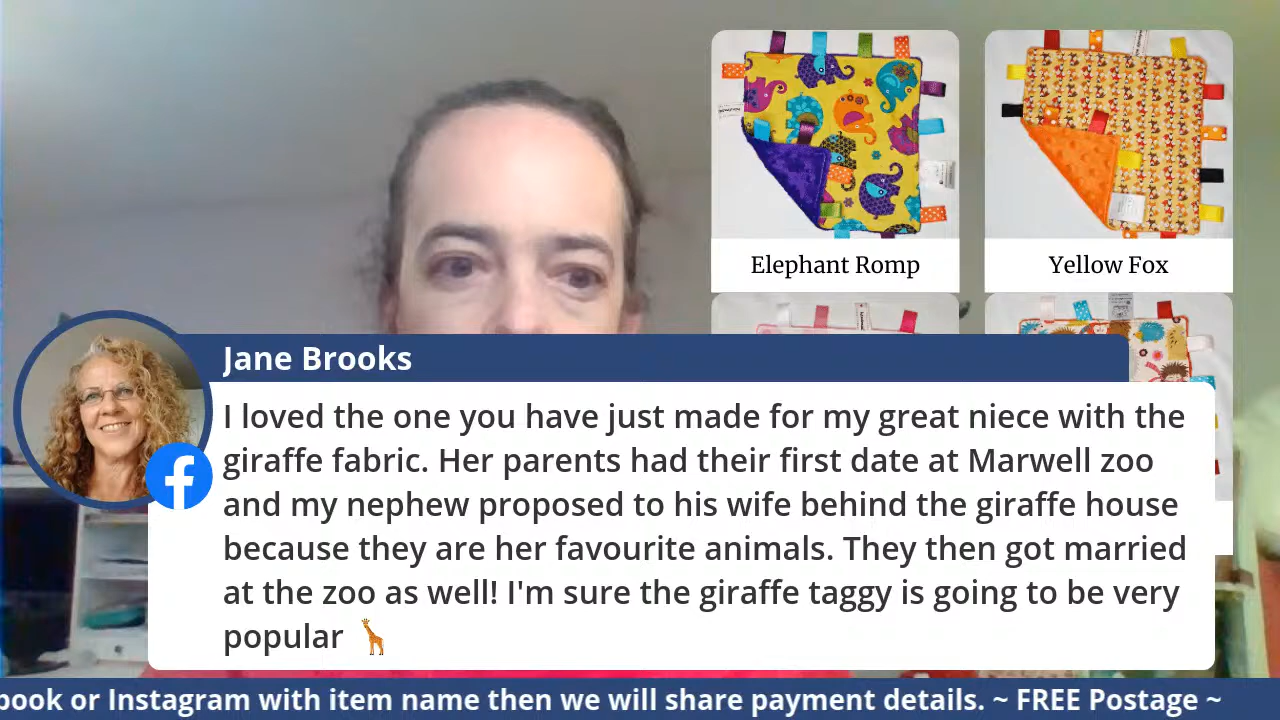 Elephant Romp
Yellow Fox
Jane Brooks
I loved the one you have just made for my great niece with the
giraffe fabric. Her parents had their first date at Marwell zoo
and my nephew proposed to his wife behind the giraffe house
because they are her favourite animals. They then got married
at the zoo as well! I'm sure the giraffe taggy is going to be very
popular 🦒
book or Instagram with item name then we will share payment details. ~ FREE Postage ~